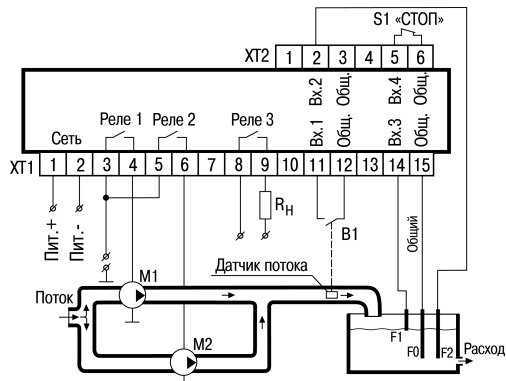 S1 «СТОП»
XT2 1 2 3 4 5 6
Вх.2 Общ. Вх.4 Общ.
Реле 1 Реле 2 Реле 3
Вх.1 Общ. Вх.3 Общ.
Сеть
XT1 1 2 3 4 5 6 7 8 9 10 11 12 13 14 15
Пит.+ Пит.-
RН
B1
Общий
M1
Датчик потока
Поток
F1
M2
F0 F2
Расход